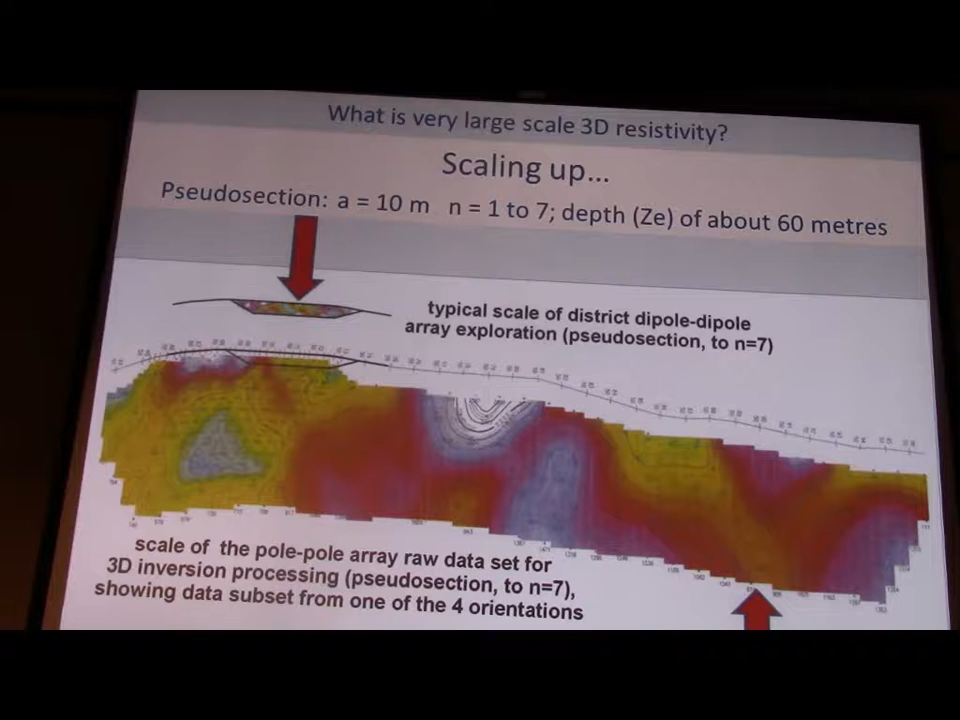 What is very large scale 3D resistivity?
Scaling up...
Pseudosection: a = 10 m n = 1 to 7; depth (Ze) of about 60 metres
typical scale of district dipole-dipole
array exploration (pseudosection, to n=7)
scale of the pole-pole array raw data set for
3D inversion processing (pseudosection, to n=7),
showing data subset from one of the 4 orientations